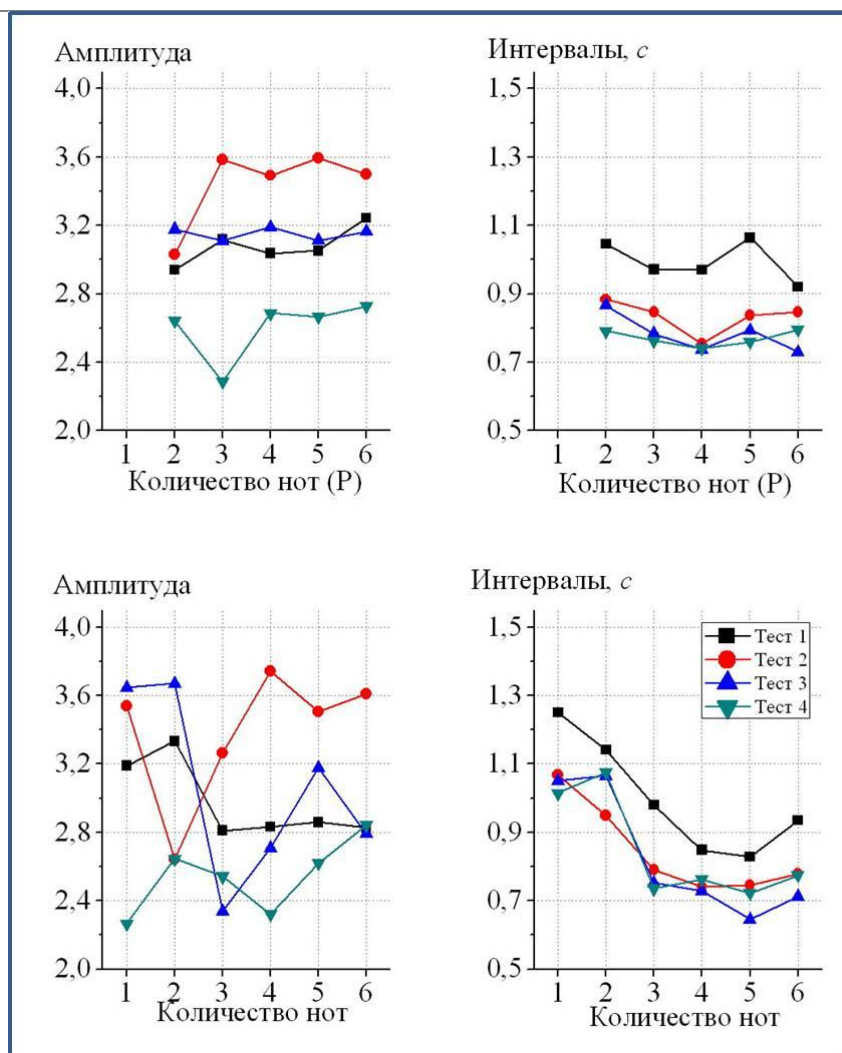 Амплитуда
4,0
3,6
3,2
2,8
2,4
2,0
1 2 3 4 5 6
Количество нот (Р)
Интервалы, с
1,5
1,3
1,1
0,9
0,7
0,5
1 2 3 4 5 6
Количество нот (Р)
Амплитуда
4,0
3,6
3,2
2,8
2,4
2,0
1 2 3 4 5 6
Количество нот
Интервалы, с
1,5
1,3
1,1
0,9
0,7
0,5
Тест 1
Тест 2
Тест 3
Тест 4
1 2 3 4 5 6
Количество нот